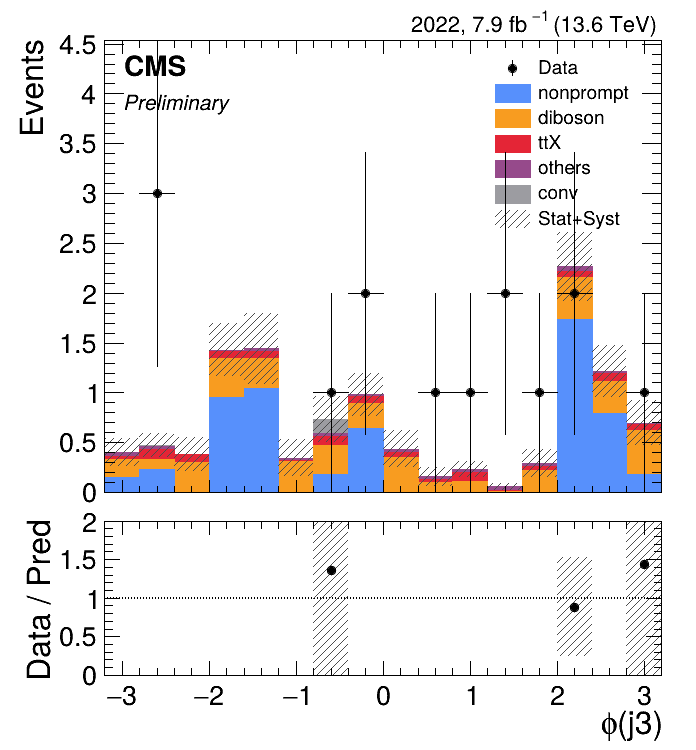 2022, 7.9 fb⁻¹ (13.6 TeV)
CMS
Preliminary
Events
4.5
4
3.5
3
2.5
2
1.5
1
0.5
0
Data
nonprompt
diboson
ttX
others
conv
Stat+Syst
Data / Pred
2
1.5
1
0.5
0
−3 −2 −1 0 1 2 3
ϕ(j3)